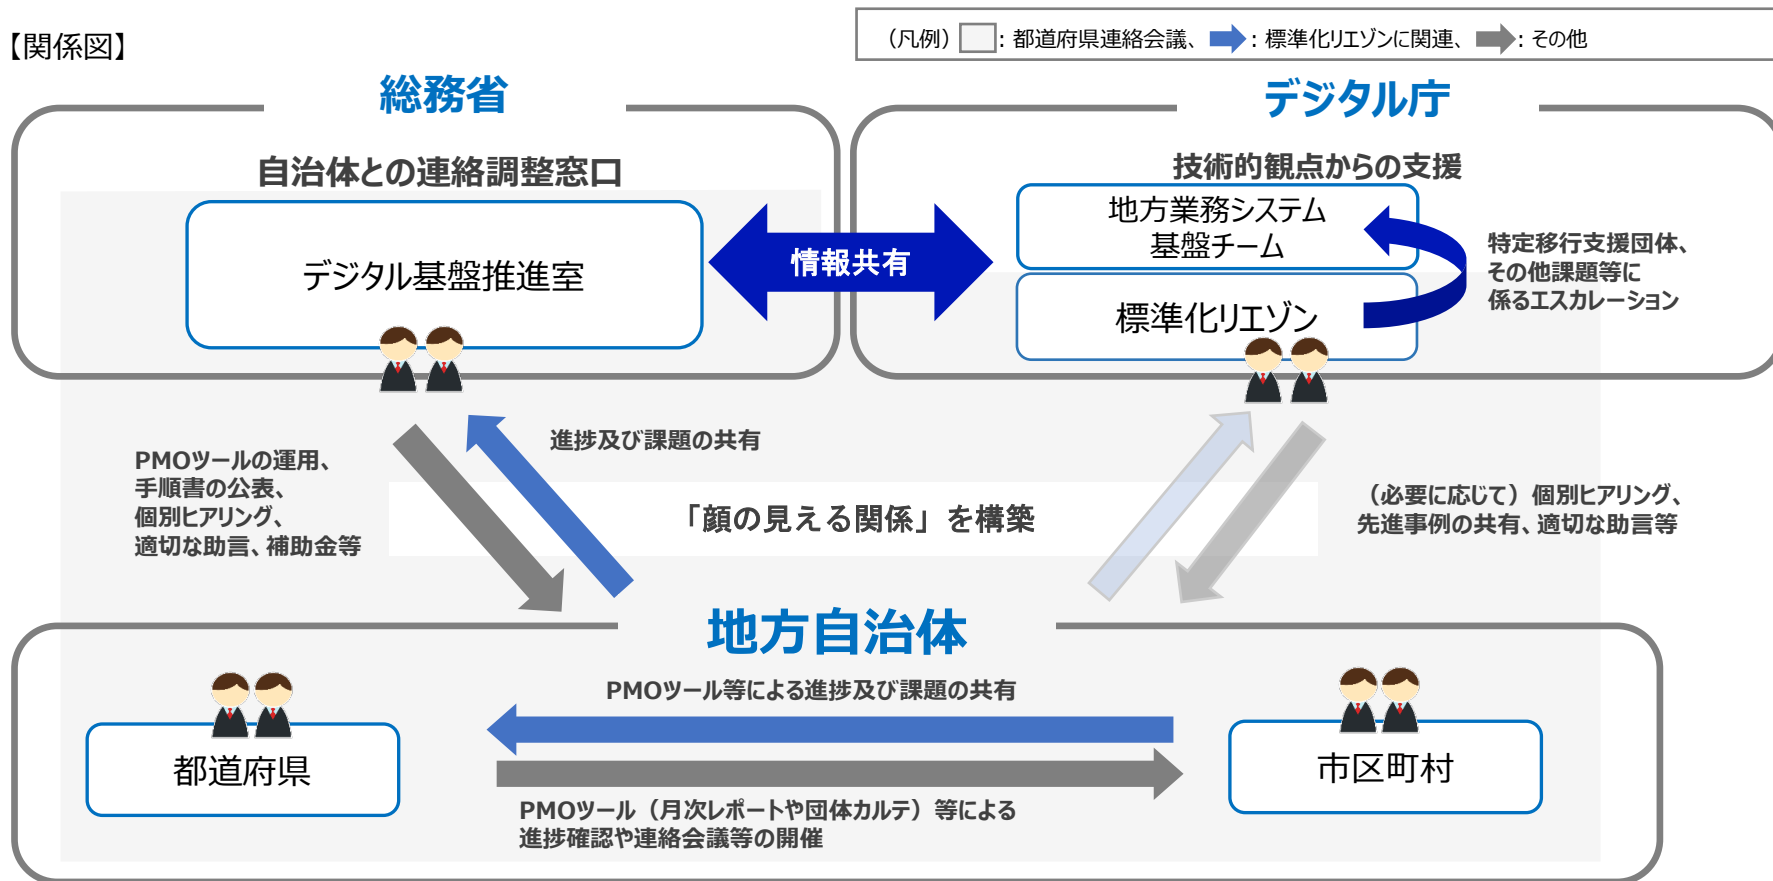 【関係図】
（凡例）　：都道府県連絡会議、　：標準化リエゾンに関連、　：その他
総務省
デジタル庁
自治体との連絡調整窓口
技術的観点からの支援
デジタル基盤推進室
情報共有
地方業務システム
基盤チーム
標準化リエゾン
特定移行支援団体、
その他課題等に
係るエスカレーション
進捗及び課題の共有
PMOツールの運用、
手順書の公表、
個別ヒアリング、
適切な助言、補助金等
「顔の見える関係」を構築
（必要に応じて）個別ヒアリング、
先進事例の共有、適切な助言等
地方自治体
PMOツール等による進捗及び課題の共有
都道府県
市区町村
PMOツール（月次レポートや団体カルテ）等による
進捗確認や連絡会議等の開催